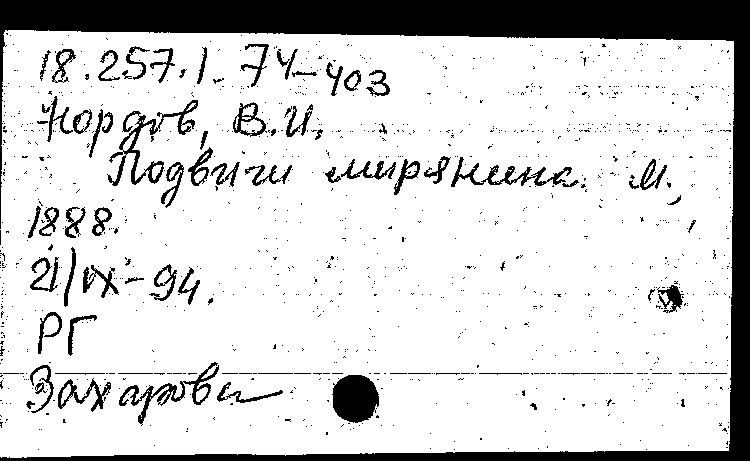 18.257.1. 74-403
Нордов, В.И.
Подвиги мирянина. М.,
1888.
21/IX-94.
РГ
Захарова